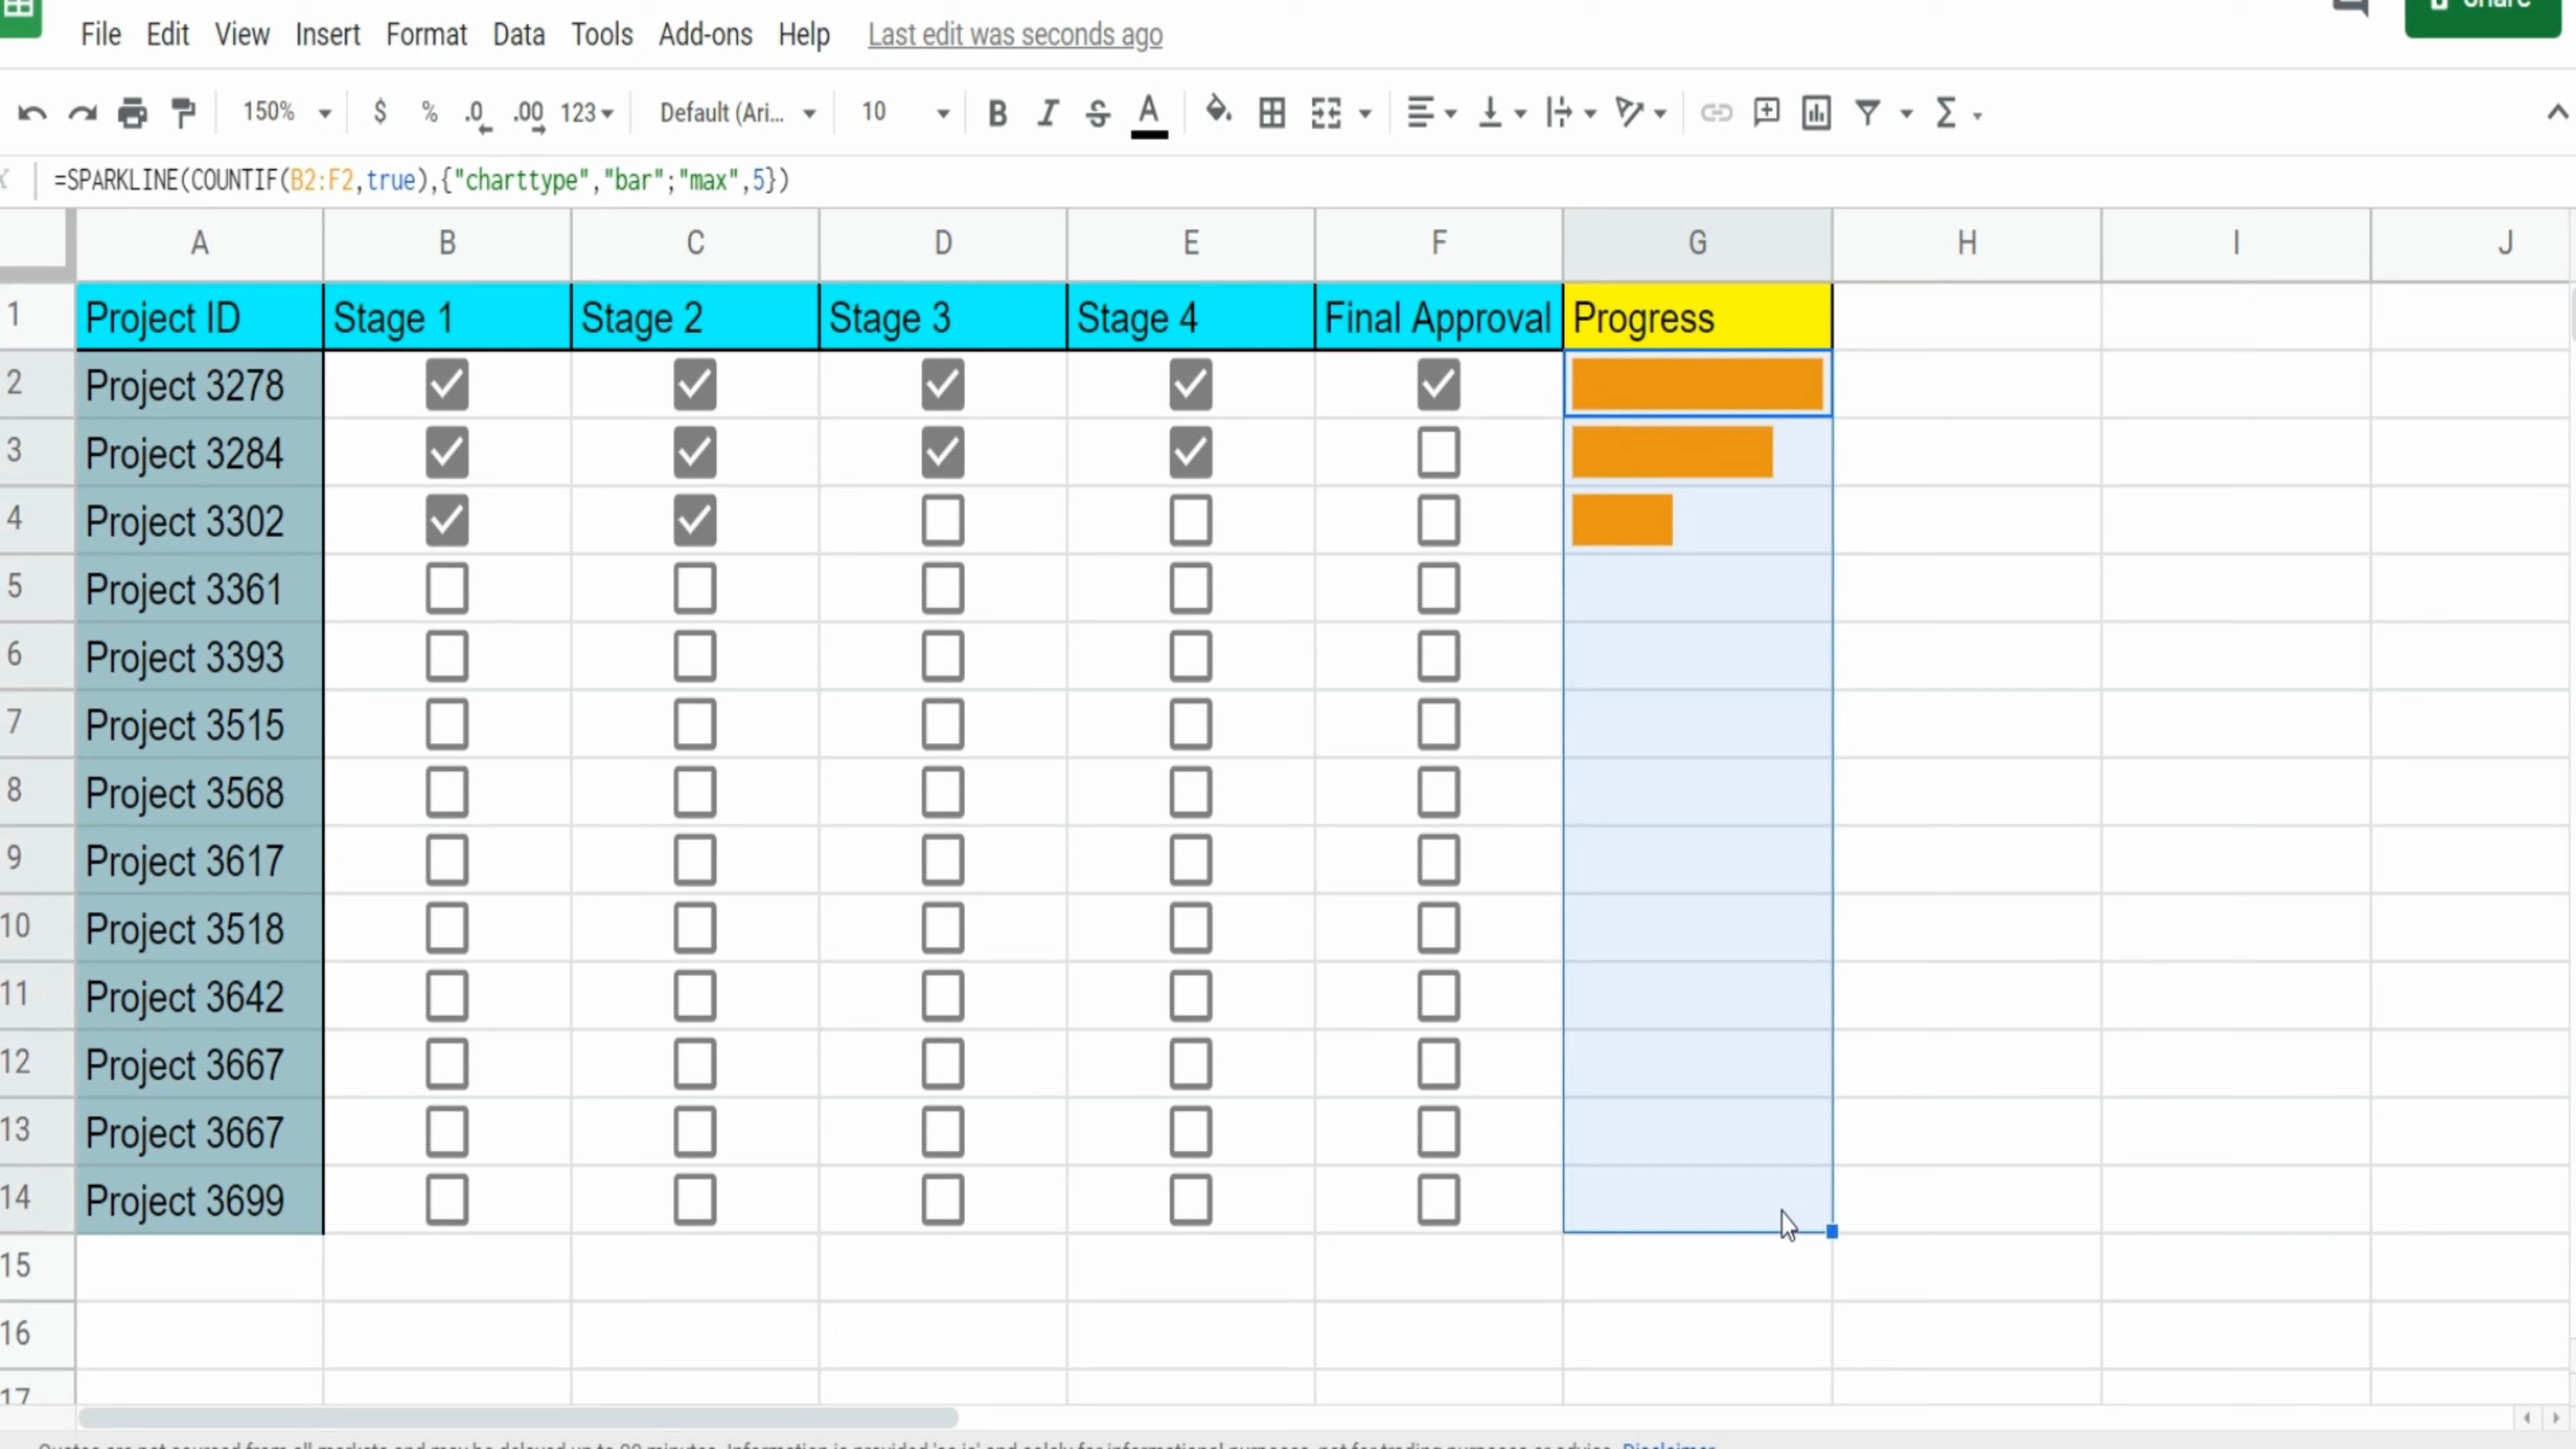 File Edit View Insert Format Data Tools Add-ons Help Last edit was seconds ago
150% $ % .0 .00 123 Default (Ari... 10 B I S A Σ
=SPARKLINE(COUNTIF(B2:F2,true),{"charttype","bar";"max",5})
A B C D E F G H I J
1 Project ID Stage 1 Stage 2 Stage 3 Stage 4 Final Approval Progress
2 Project 3278
3 Project 3284
4 Project 3302
5 Project 3361
6 Project 3393
7 Project 3515
8 Project 3568
9 Project 3617
10 Project 3518
11 Project 3642
12 Project 3667
13 Project 3667
14 Project 3699
15
16
17